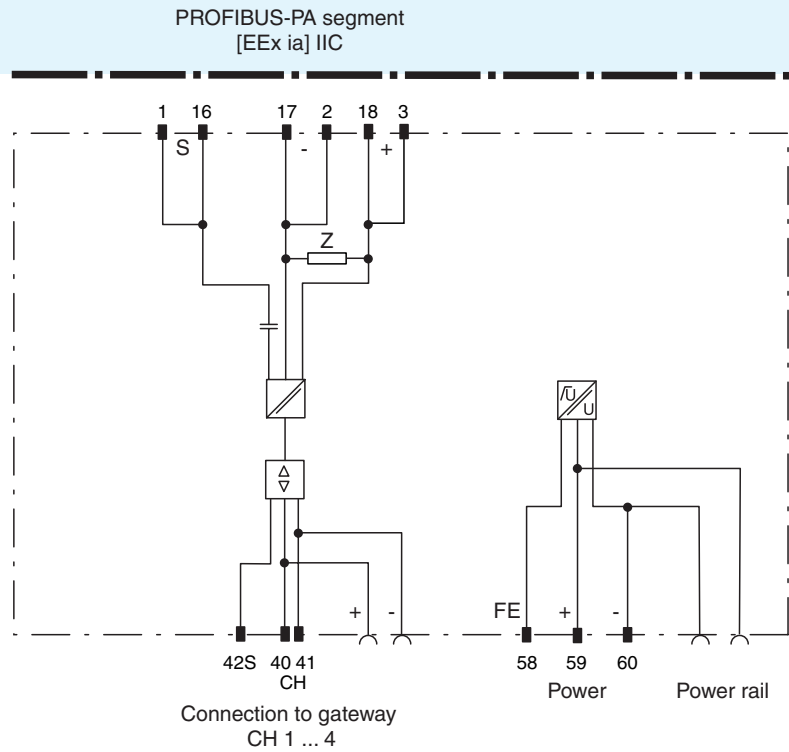 PROFIBUS-PA segment
[EEx ia] IIC
1 16 17 2 18 3
S - +
Z
U
U
+ - FE + -
42S 40 41 58 59 60
CH
Power Power rail
Connection to gateway
CH 1 ... 4